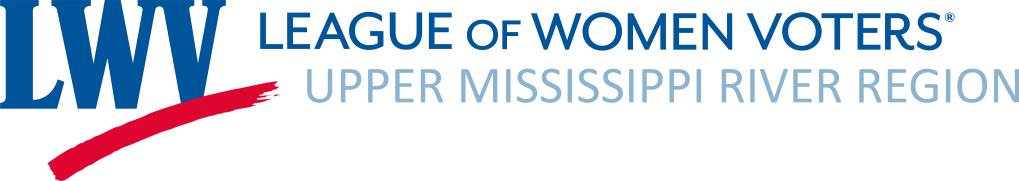 LWV
LEAGUE OF WOMEN VOTERS®
UPPER MISSISSIPPI RIVER REGION